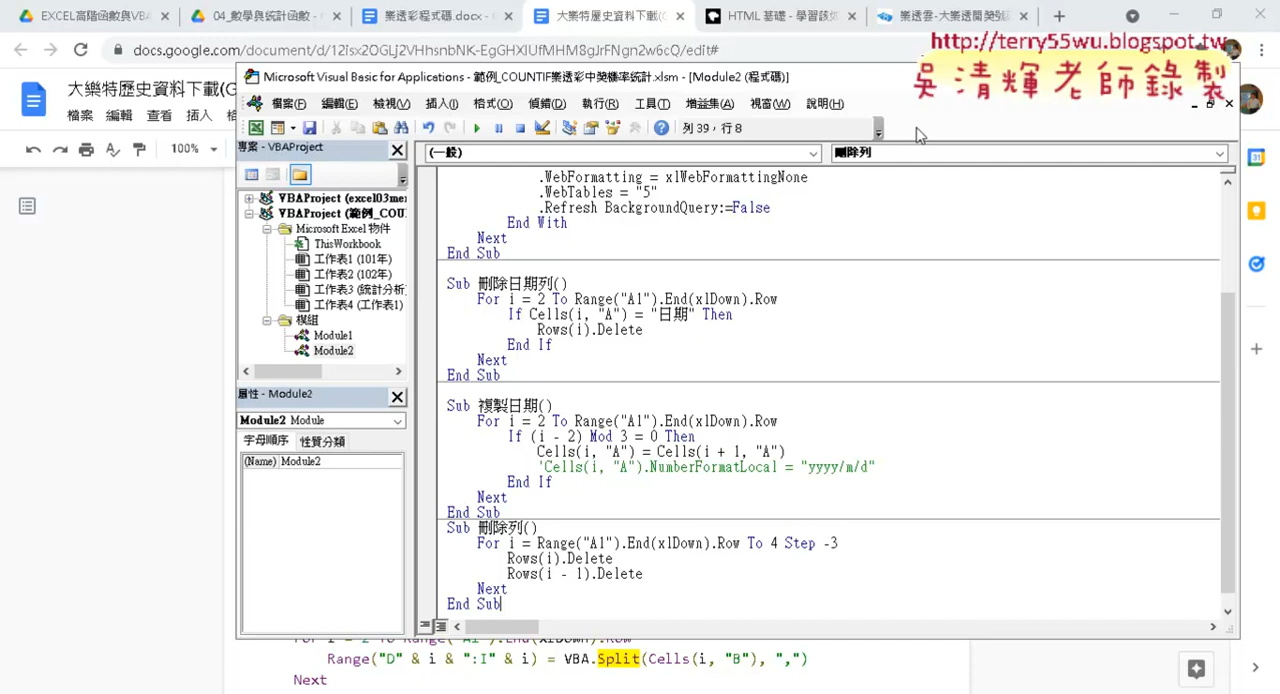 EXCEL高階函數與VBA
04_數學與統計函數 -
樂透彩程式碼.docx -
大樂特歷史資料下載(G
HTML 基礎 - 學習該如
樂透雲-大樂透開獎號碼
docs.google.com/document/d/12isx2OGLj2VHhsnbNK-EgGHXIUfMHM8gJrFNgn2w6cQ/edit#
http://terry55wu.blogspot.tw
吳清輝老師錄製
大樂特歷史資料下載(G
檔案 編輯 查看 插入
100%
Microsoft Visual Basic for Applications - 範例_COUNTIF樂透彩中獎機率統計.xlsm - [Module2 (程式碼)]
檔案(F) 編輯(E) 檢視(V) 插入(I) 格式(O) 偵錯(D) 執行(R) 工具(T) 增益集(A) 視窗(W) 說明(H)
列 39，行 8
專案 - VBAProject
(一般)
刪除列
VBAProject (excel03me
VBAProject (範例_COU
Microsoft Excel 物件
ThisWorkbook
工作表1 (101年)
工作表2 (102年)
工作表3 (統計分析)
工作表4 (工作表1)
模組
Module1
Module2
屬性 - Module2
Module2 Module
字母順序 性質分類
(Name) Module2
.WebFormatting = xlWebFormattingNone
.WebTables = "5"
.Refresh BackgroundQuery:=False
End With
Next
End Sub
Sub 刪除日期列()
For i = 2 To Range("A1").End(xlDown).Row
If Cells(i, "A") = "日期" Then
Rows(i).Delete
End If
Next
End Sub
Sub 複製日期()
For i = 2 To Range("A1").End(xlDown).Row
If (i - 2) Mod 3 = 0 Then
Cells(i, "A") = Cells(i + 1, "A")
'Cells(i, "A").NumberFormatLocal = "yyyy/m/d"
End If
Next
End Sub
Sub 刪除列()
For i = Range("A1").End(xlDown).Row To 4 Step -3
Rows(i).Delete
Rows(i - 1).Delete
Next
End Sub
For i = 2 To Range("A1").End(xlDown).Row
Range("D" & i & ":I" & i) = VBA.Split(Cells(i, "B"), ",")
Next